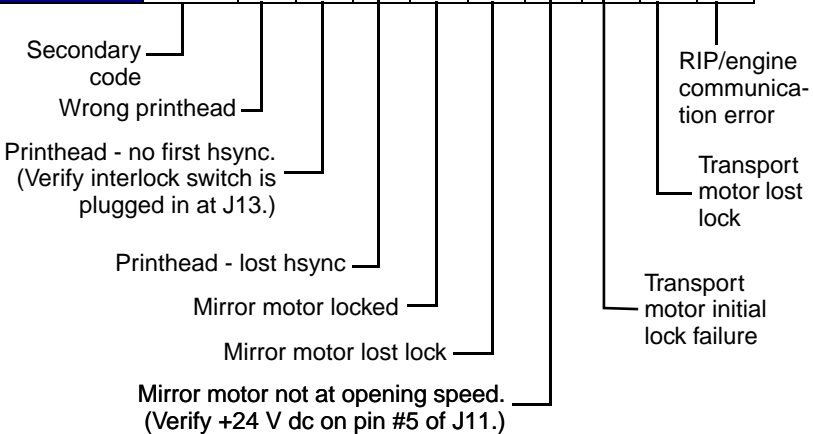 Secondary
code
Wrong printhead
Printhead - no first hsync.
(Verify interlock switch is
plugged in at J13.)
Printhead - lost hsync
Mirror motor locked
Mirror motor lost lock
Mirror motor not at opening speed.
(Verify +24 V dc on pin #5 of J11.)
RIP/engine
communica-
tion error
Transport
motor lost
lock
Transport
motor initial
lock failure